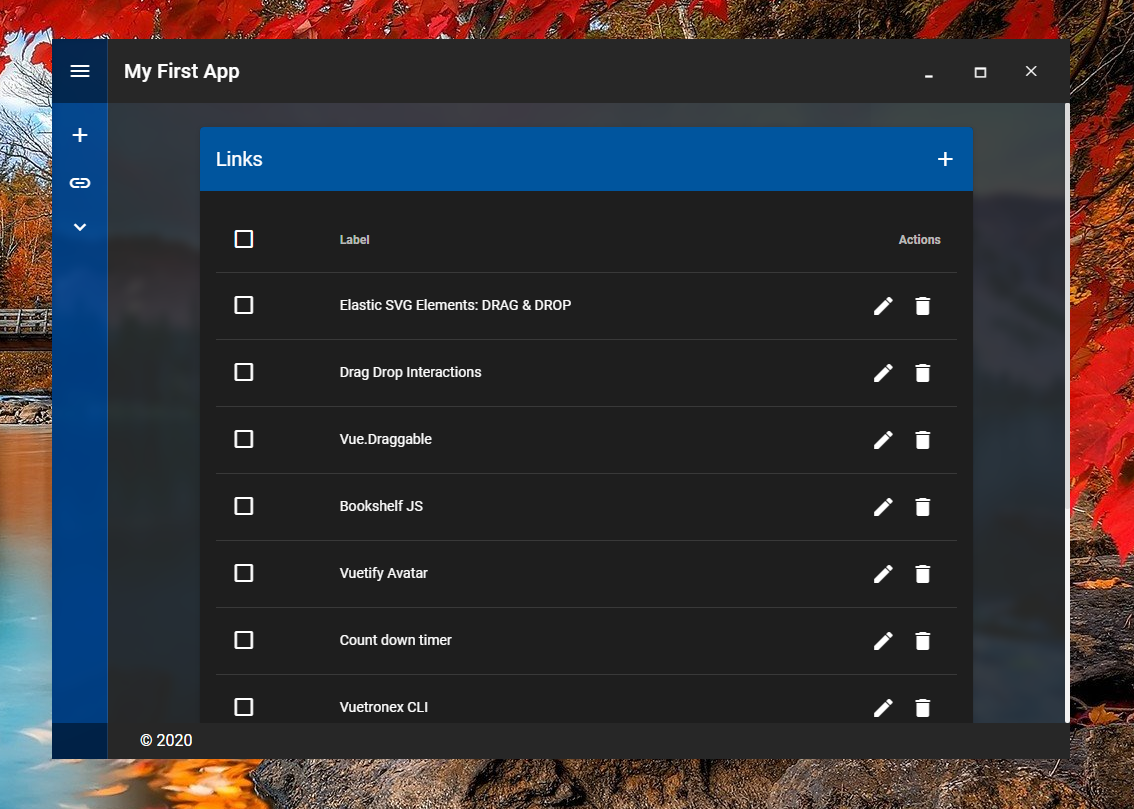 My First App
Links
Label Actions
Elastic SVG Elements: DRAG & DROP
Drag Drop Interactions
Vue.Draggable
Bookshelf JS
Vuetify Avatar
Count down timer
Vuetronex CLI
© 2020